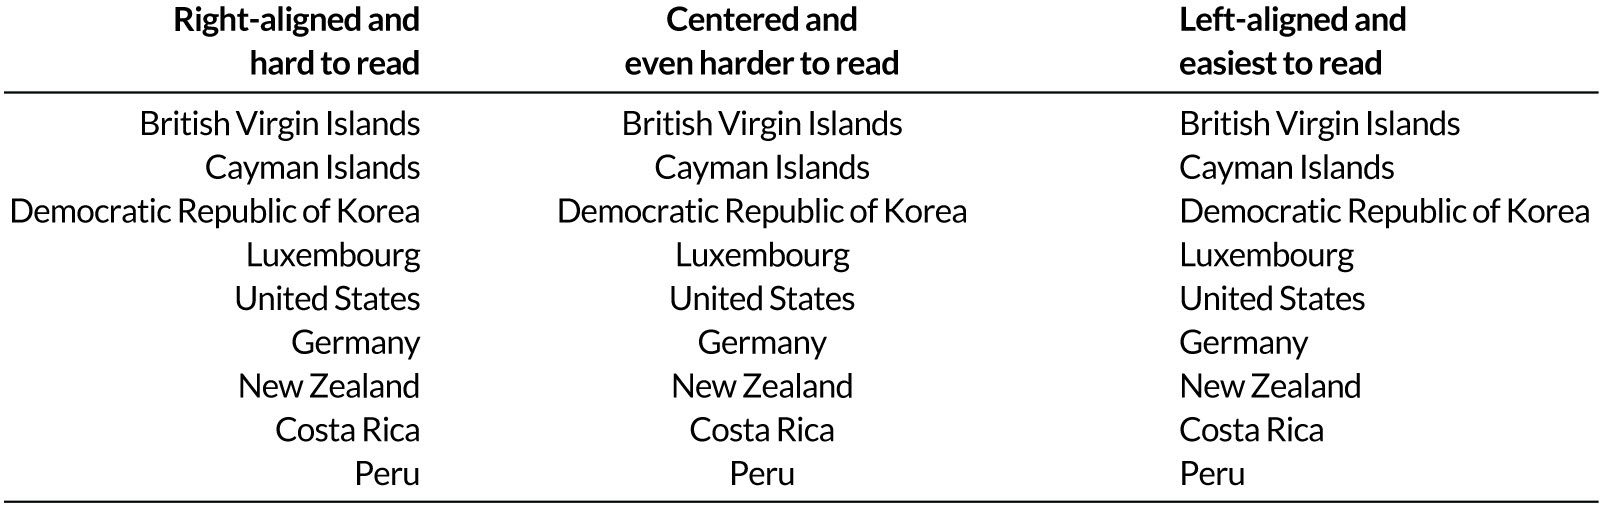 Right-aligned and Centered and Left-aligned and
hard to read even harder to read easiest to read
British Virgin Islands British Virgin Islands British Virgin Islands
Cayman Islands Cayman Islands Cayman Islands
Democratic Republic of Korea Democratic Republic of Korea Democratic Republic of Korea
Luxembourg Luxembourg Luxembourg
United States United States United States
Germany Germany Germany
New Zealand New Zealand New Zealand
Costa Rica Costa Rica Costa Rica
Peru Peru Peru